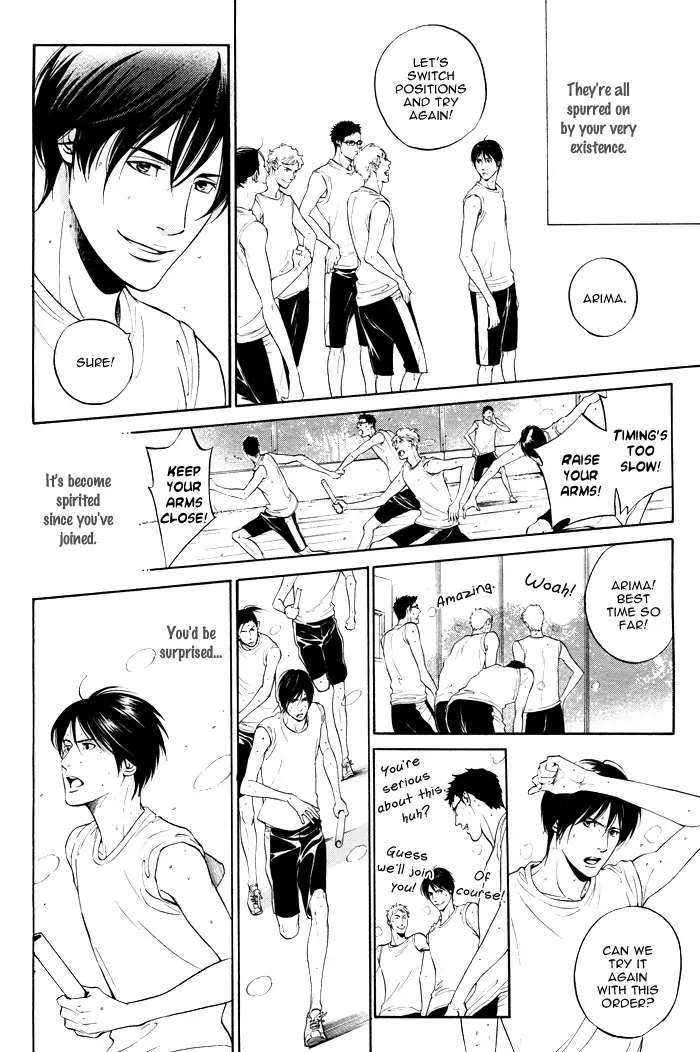 They're all
spurred on
by your very
existence.
LET'S
SWITCH
POSITIONS
AND TRY
AGAIN!
ARIMA.
SURE!
TIMING'S
TOO
SLOW!
RAISE
YOUR
ARMS!
KEEP
YOUR
ARMS
CLOSE!
It's become
spirited
since you've
joined.
ARIMA!
BEST
TIME SO
FAR!
Woah!
Amazing.
You'd be
surprised...
CAN WE
TRY IT
AGAIN
WITH THIS
ORDER?
You're
serious
about this,
huh?
Of
course!
Guess
we'll join
you!